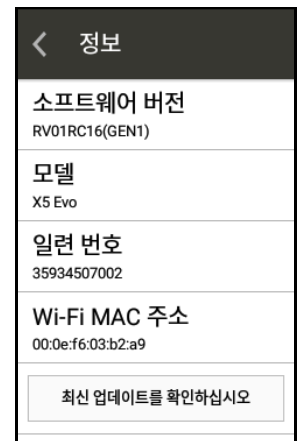 정보
소프트웨어 버전
RV01RC16(GEN1)
모델
X5 Evo
일련 번호
35934507002
Wi-Fi MAC 주소
00:0e:f6:03:b2:a9
최신 업데이트를 확인하십시오